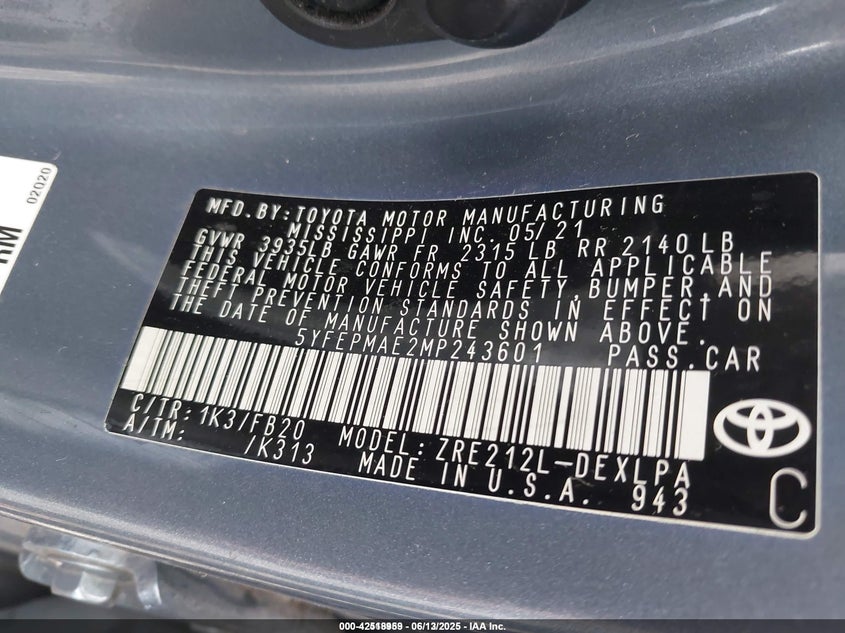 02020
RM
MFD.BY:TOYOTA MOTOR MANUFACTURING
MISSISSIPPI INC. 05/21
GVWR 3935LB GAWR FR 2315 LB RR 2140 LB
THIS VEHICLE CONFORMS TO ALL APPLICABLE
FEDERAL MOTOR VEHICLE SAFETY,BUMPER,AND
THEFT PREVENTION STANDARDS IN EFFECT ON
THE DATE OF MANUFACTURE SHOWN ABOVE.
5YFEPMAE2MP243601 PASS.CAR
C/TR:1K3/FB20 MODEL: ZRE212L-DEXLPA
A/TM: /K313 MADE IN U.S.A. 943
C
06/13/2025 - IAA Inc.